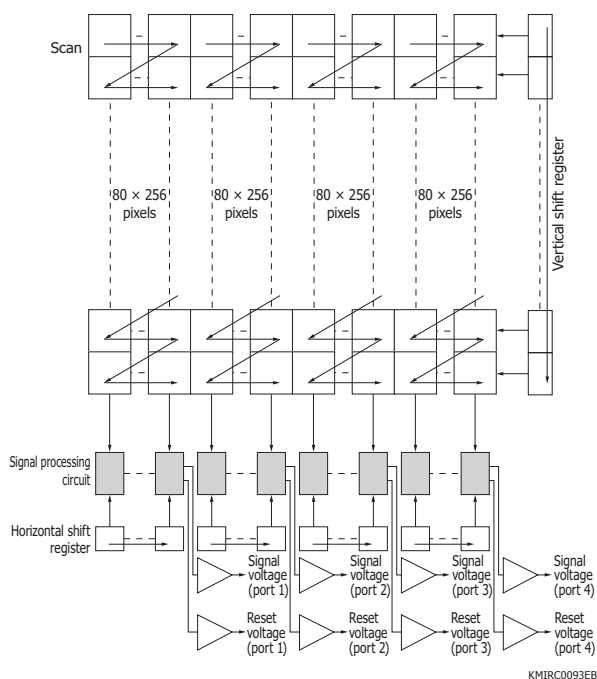 Scan
80 × 256
pixels
80 × 256
pixels
80 × 256
pixels
80 × 256
pixels
Vertical shift register
Signal processing
circuit
Horizontal shift
register
Signal
voltage
(port 1)
Signal
voltage
(port 2)
Signal
voltage
(port 3)
Signal
voltage
(port 4)
Reset
voltage
(port 1)
Reset
voltage
(port 2)
Reset
voltage
(port 3)
Reset
voltage
(port 4)
KMIRC0093EB